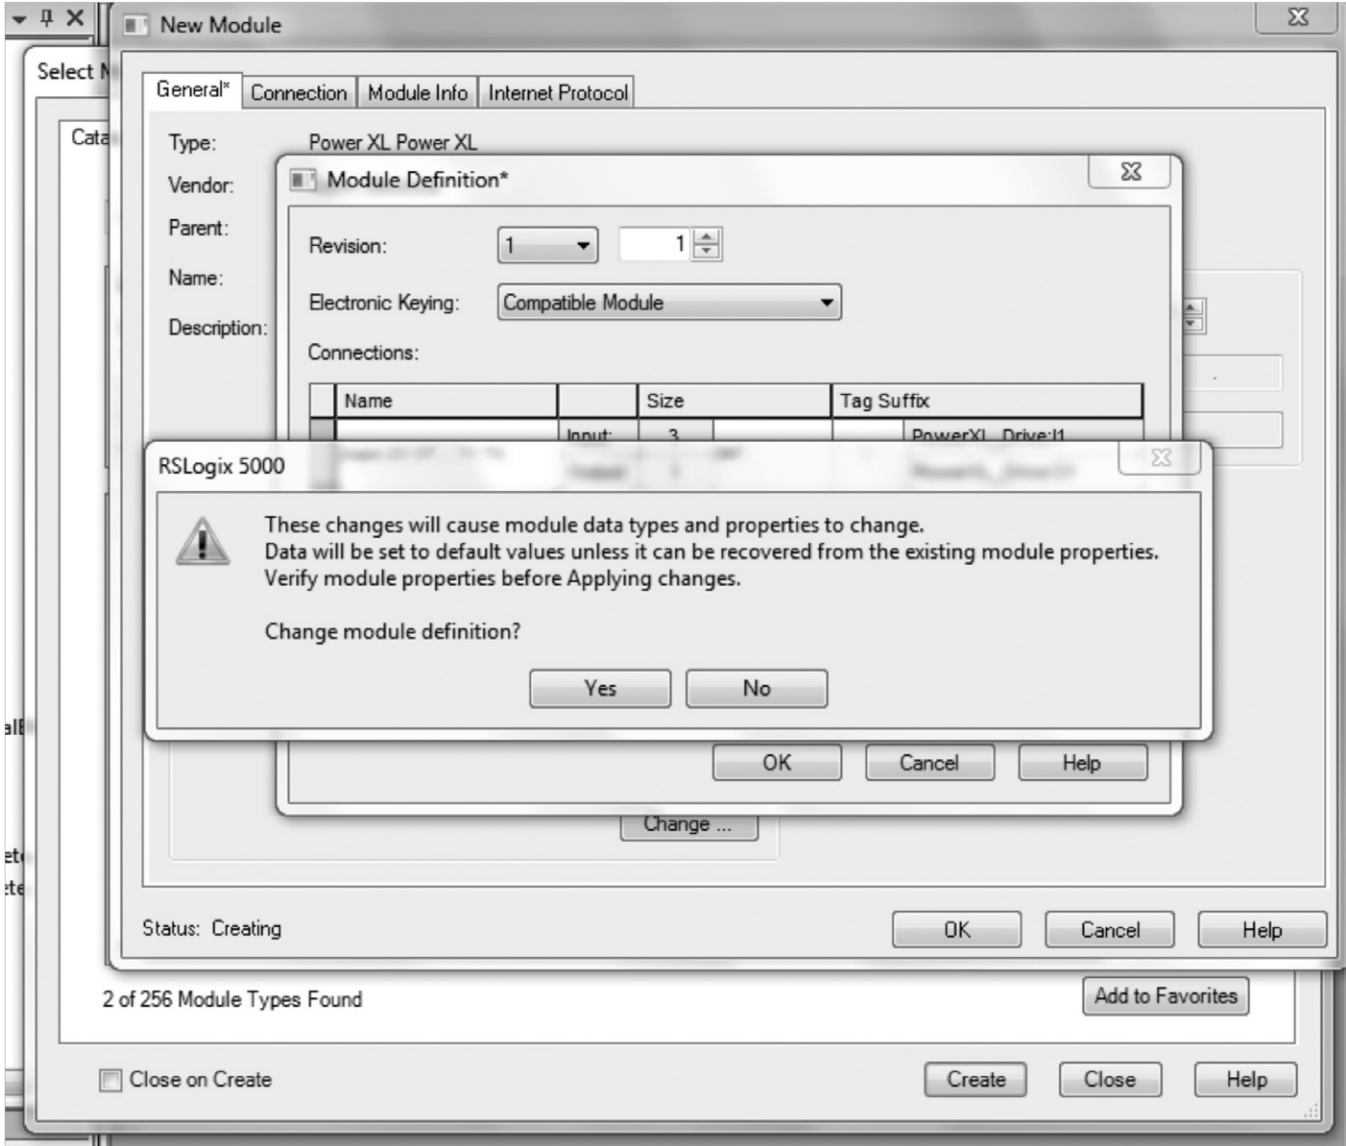 New Module
Select
General* Connection Module Info Internet Protocol
Cata
Type: Power XL Power XL
Vendor:
Module Definition*
Parent:
Revision: 1 1
Name:
Electronic Keying: Compatible Module
Description:
Connections:
Name Size Tag Suffix
Input: 3 PowerXL_Drive:I1
RSLogix 5000
These changes will cause module data types and properties to change.
Data will be set to default values unless it can be recovered from the existing module properties.
Verify module properties before Applying changes.
Change module definition?
Yes No
OK Cancel Help
Change ...
Status: Creating
OK Cancel Help
2 of 256 Module Types Found
Add to Favorites
Close on Create
Create Close Help